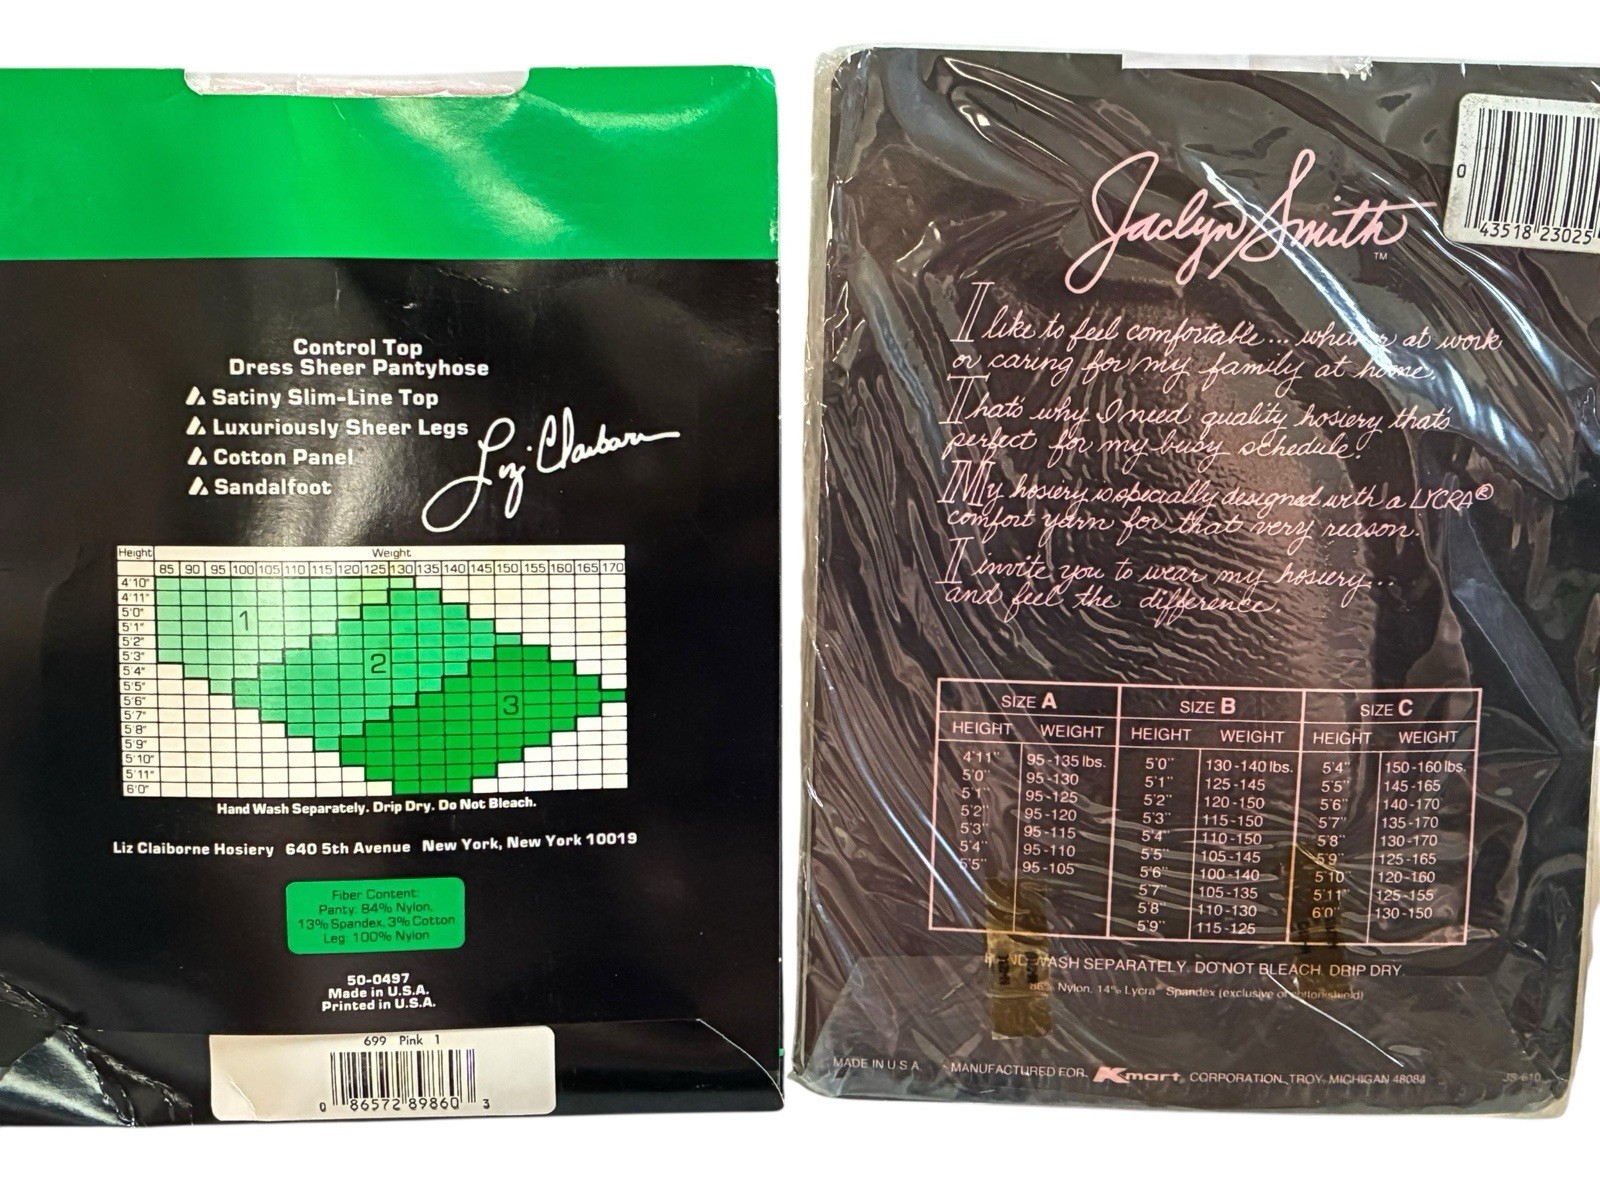 Control Top
Dress Sheer Pantyhose
Satiny Slim-Line Top
Luxuriously Sheer Legs
Cotton Panel
Sandalfoot
Liz Claiborne
Height Weight
85 90 95 100 105 110 115 120 125 130 135 140 145 150 155 160 165 170
4'10"
4'11"
5'0"
5'1"
5'2"
5'3"
5'4"
5'5"
5'6"
5'7"
5'8"
5'9"
5'10"
5'11"
6'0"
1
2
3
Hand Wash Separately. Drip Dry. Do Not Bleach.
Liz Claiborne Hosiery 640 5th Avenue New York, New York 10019
Fiber Content:
Panty: 84% Nylon,
13% Spandex, 3% Cotton
Leg: 100% Nylon
50-0497
Made in U.S.A.
Printed in U.S.A.
699 Pink 1
0 86572 89860 3
0 43518 23025
Jaclyn Smith™
I like to feel comfortable... whether at work
or caring for my family at home.
That's why I need quality hosiery that's
perfect for my busy schedule.
My hosiery is specially designed with a LYCRA®
comfort yarn for that very reason.
I invite you to wear my hosiery...
and feel the difference.
SIZE A SIZE B SIZE C
HEIGHT WEIGHT HEIGHT WEIGHT HEIGHT WEIGHT
4'11" 95-135 lbs. 5'0" 130-140 lbs. 5'4" 150-160 lbs.
5'0" 95-130 5'1" 125-145 5'5" 145-165
5'1" 95-125 5'2" 120-150 5'6" 140-170
5'2" 95-120 5'3" 115-150 5'7" 135-170
5'3" 95-115 5'4" 110-150 5'8" 130-170
5'4" 95-110 5'5" 105-145 5'9" 125-165
5'5" 95-105 5'6" 100-140 5'10" 120-160
5'7" 105-135 5'11" 125-155
5'8" 110-130 6'0" 130-150
5'9" 115-125
HAND WASH SEPARATELY. DO NOT BLEACH. DRIP DRY.
86% Nylon, 14% Lycra® Spandex (exclusive of cotton shield)
MADE IN U.S.A. MANUFACTURED FOR Kmart® CORPORATION, TROY, MICHIGAN 48084 JS-610